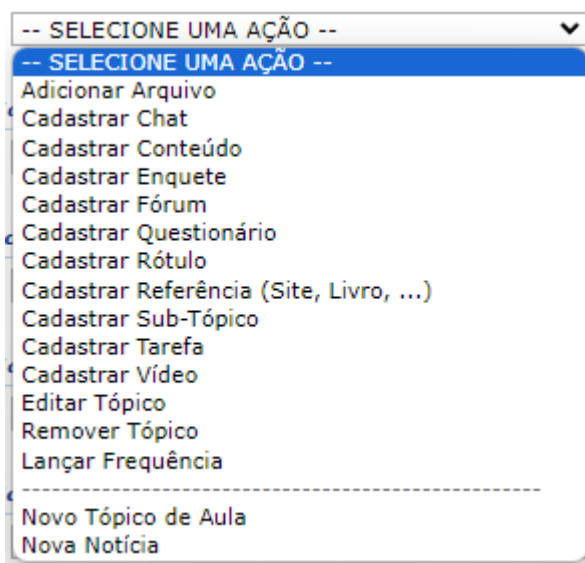 -- SELECIONE UMA AÇÃO --
-- SELECIONE UMA AÇÃO --
Adicionar Arquivo
Cadastrar Chat
Cadastrar Conteúdo
Cadastrar Enquete
Cadastrar Fórum
Cadastrar Questionário
Cadastrar Rótulo
Cadastrar Referência (Site, Livro, ...)
Cadastrar Sub-Tópico
Cadastrar Tarefa
Cadastrar Vídeo
Editar Tópico
Remover Tópico
Lançar Frequência
----------------------------------------------------
Novo Tópico de Aula
Nova Notícia